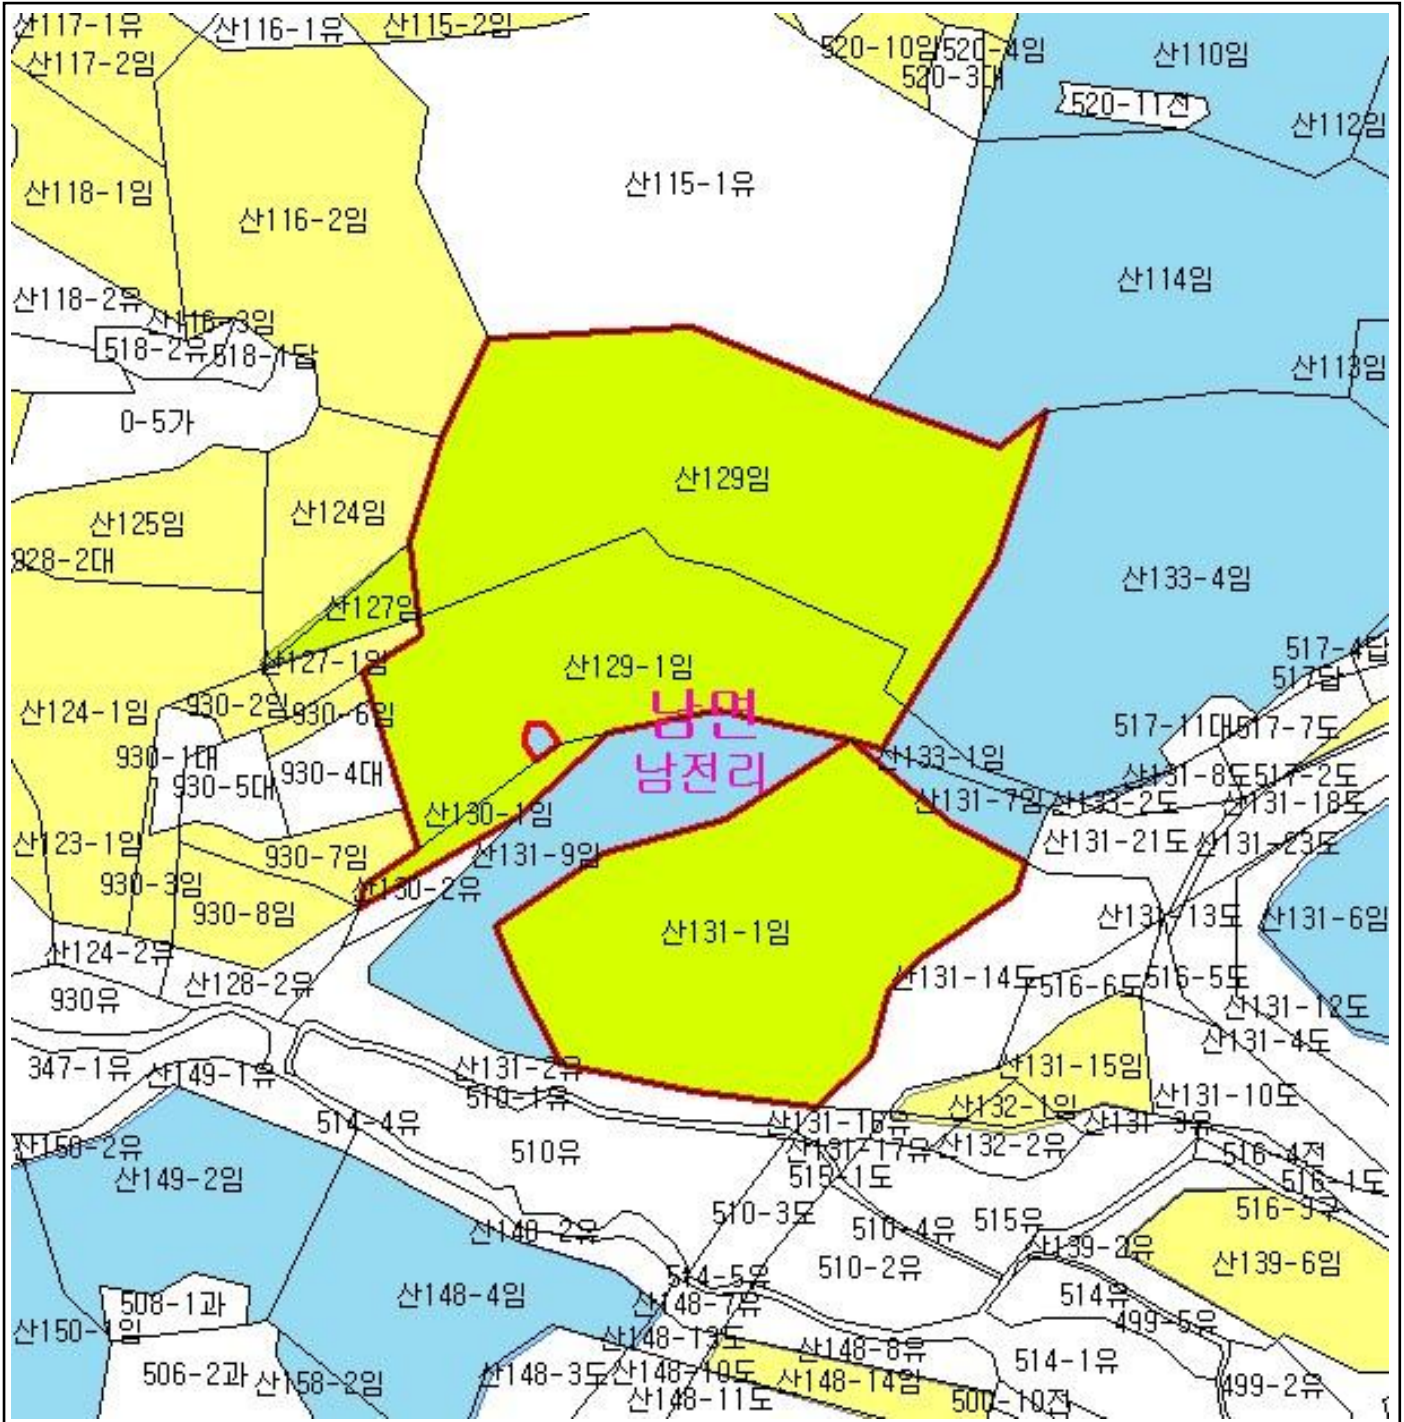 산117-1유
산116-1유
산115-2임
520-10임
520-4임
산110임
산117-2임
520-3대
520-11전
산112임
산118-1임
산116-2임
산115-1유
산114임
산118-2유
산116-3임
518-2유
518-1답
산113임
0-5가
산129임
산125임
산124임
928-2대
산133-4임
산127임
517-4답
산127-1임
산129-1임
517답
930-2임
930-6임
산124-1임
남면
517-11대
517-7도
930-1대
930-4대
남전리
산133-1임
930-5대
산131-8도
517-2도
산130-1임
산131-7임
산133-2도
산131-18도
산123-1임
930-7임
산131-9임
산131-21도
산131-23도
930-3임
산130-2유
930-8임
산131-1임
산131-13도
산131-6임
산124-2유
산128-2유
산131-14도
516-6도
516-5도
930유
산131-12도
347-1유
산149-1유
산131-2유
산131-15임
산131-4도
510-1유
산132-1임
산131-10도
514-4유
산131-16유
산131-3유
산150-2유
510유
산131-17유
산132-2유
516-4전
산149-2임
515-1도
516-1도
510-3도
510-4유
515유
516-3구
산148-2유
산139-2유
514-5유
510-2유
산139-6임
508-1과
산148-4임
산148-7유
514유
499-5유
산150-1임
산148-13도
산148-8유
514-1유
506-2과
산158-2임
산148-3도
산148-10도
산148-14임
499-2유
산148-11도
500-10전